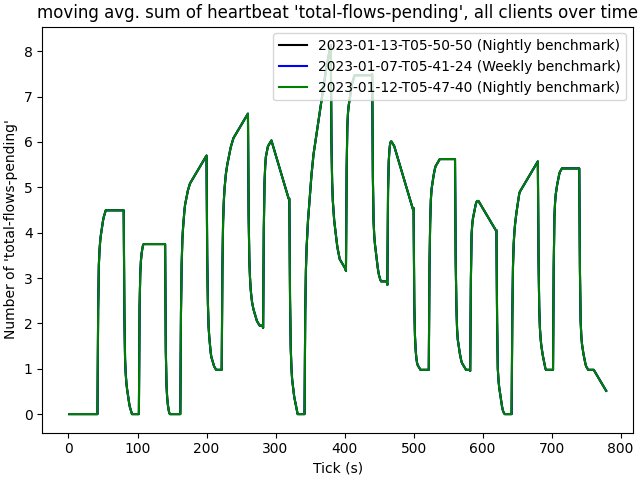 moving avg. sum of heartbeat 'total-flows-pending', all clients over time
2023-01-13-T05-50-50 (Nightly benchmark)
2023-01-07-T05-41-24 (Weekly benchmark)
2023-01-12-T05-47-40 (Nightly benchmark)
Number of 'total-flows-pending'
8
7
6
5
4
3
2
1
0
0 100 200 300 400 500 600 700 800
Tick (s)